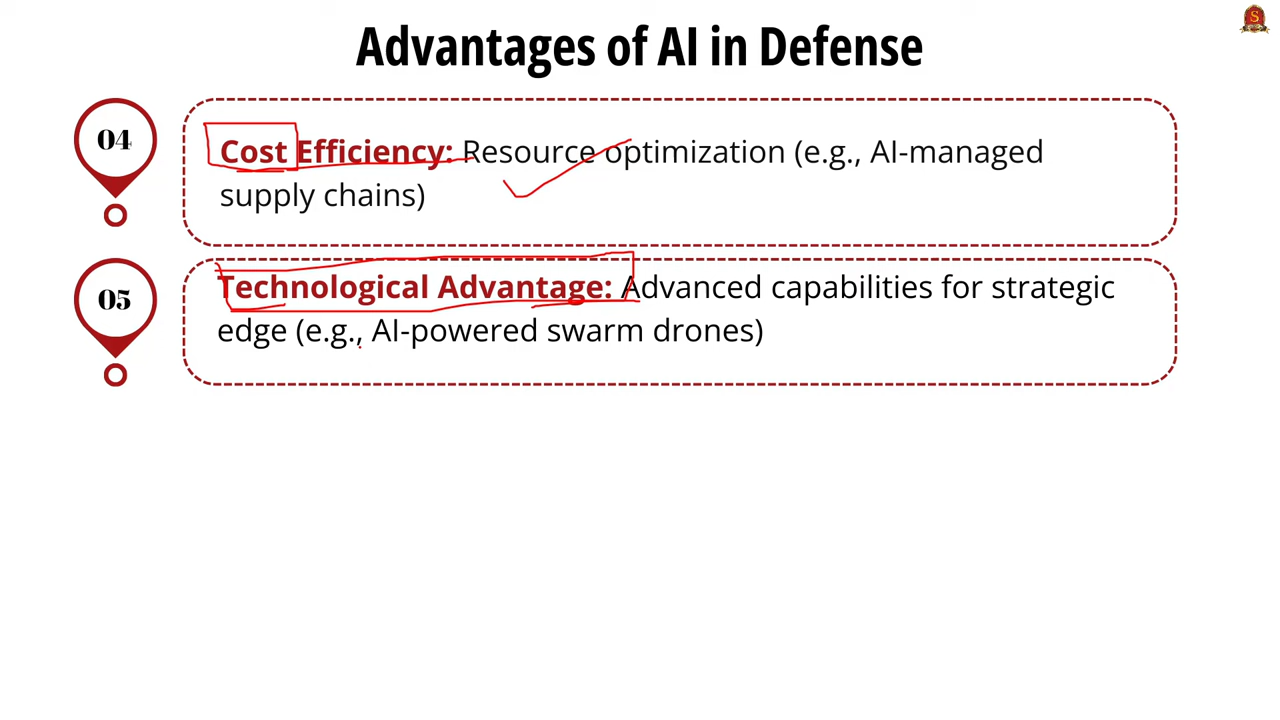 Advantages of AI in Defense
04
Cost Efficiency: Resource optimization (e.g., AI-managed
supply chains)
05
Technological Advantage: Advanced capabilities for strategic
edge (e.g., AI-powered swarm drones)
S